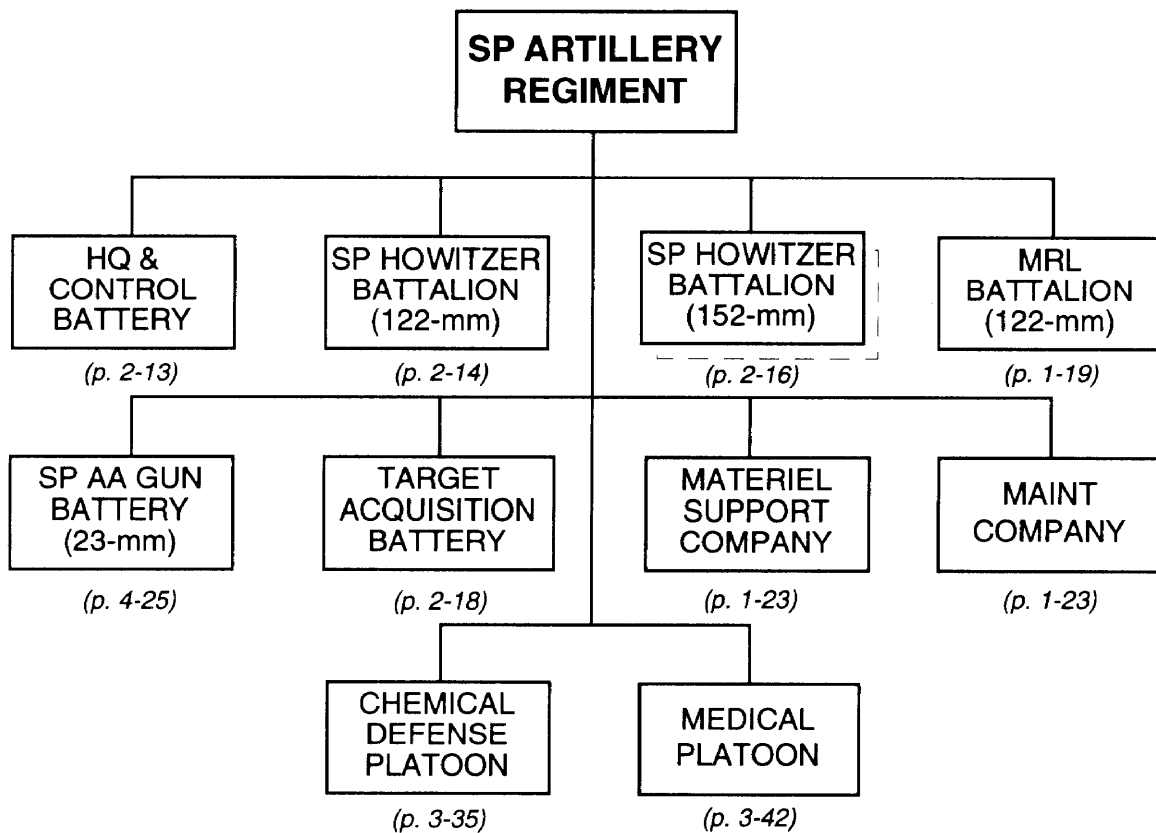 SP ARTILLERY
REGIMENT
HQ &
CONTROL
BATTERY
(p. 2-13)
SP HOWITZER
BATTALION
(122-mm)
(p. 2-14)
SP HOWITZER
BATTALION
(152-mm)
(p. 2-16)
MRL
BATTALION
(122-mm)
(p. 1-19)
SP AA GUN
BATTERY
(23-mm)
(p. 4-25)
TARGET
ACQUISITION
BATTERY
(p. 2-18)
MATERIEL
SUPPORT
COMPANY
(p. 1-23)
MAINT
COMPANY
(p. 1-23)
CHEMICAL
DEFENSE
PLATOON
(p. 3-35)
MEDICAL
PLATOON
(p. 3-42)